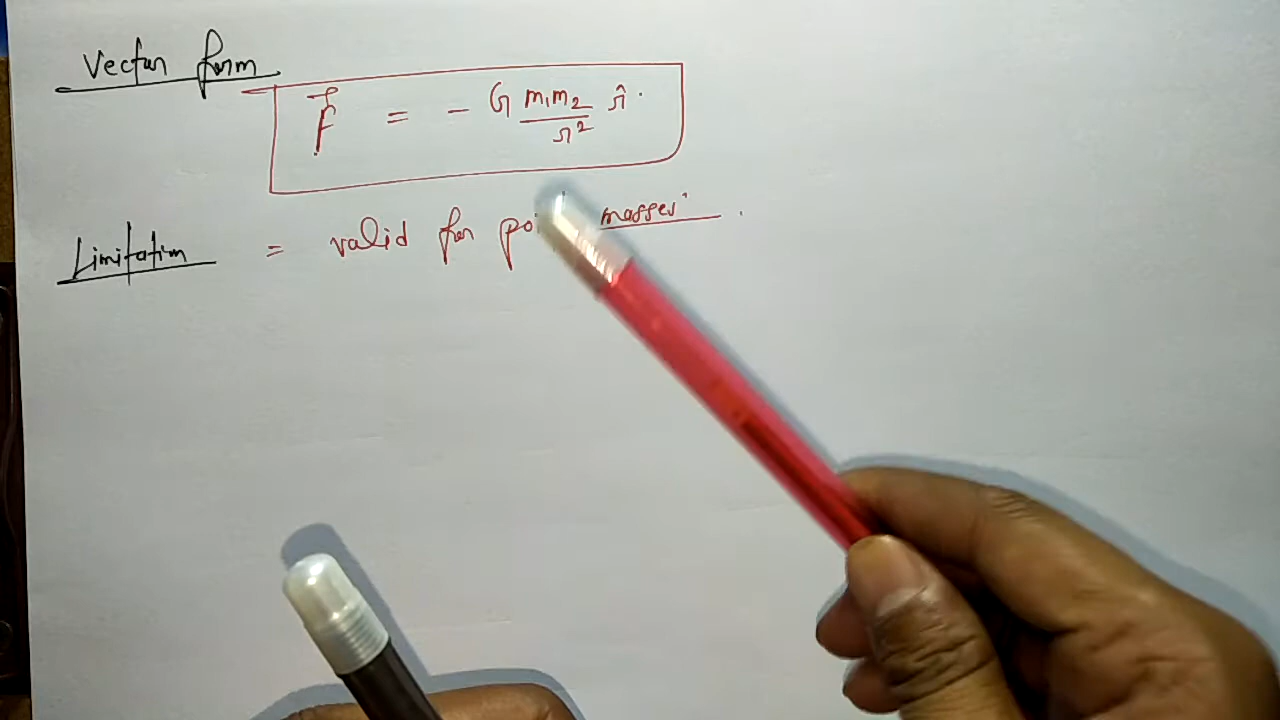 Vector form
F⃗ = - G m₁m₂/r² r̂.
Limitation = valid for masses.